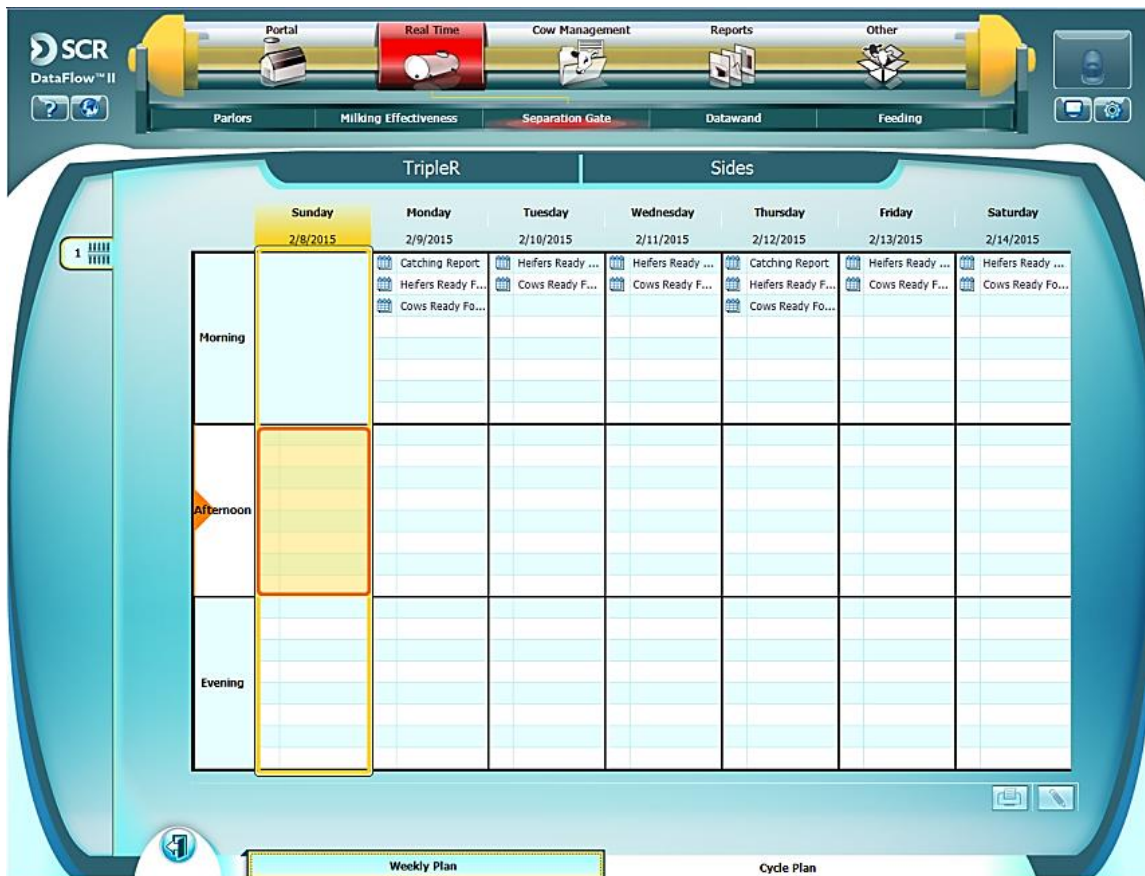 Portal Real Time Cow Management Reports Other
SCR
DataFlow™II
Parlors Milking Effectiveness Separation Gate Datawand Feeding
TripleR Sides
Sunday Monday Tuesday Wednesday Thursday Friday Saturday
2/8/2015 2/9/2015 2/10/2015 2/11/2015 2/12/2015 2/13/2015 2/14/2015
1
Catching Report Heifers Ready ... Heifers Ready ... Catching Report Heifers Ready ... Heifers Ready ...
Heifers Ready F... Cows Ready F... Cows Ready F... Heifers Ready F... Cows Ready F... Cows Ready Fo...
Cows Ready Fo... Cows Ready Fo...
Morning
Afternoon
Evening
Weekly Plan Cycle Plan